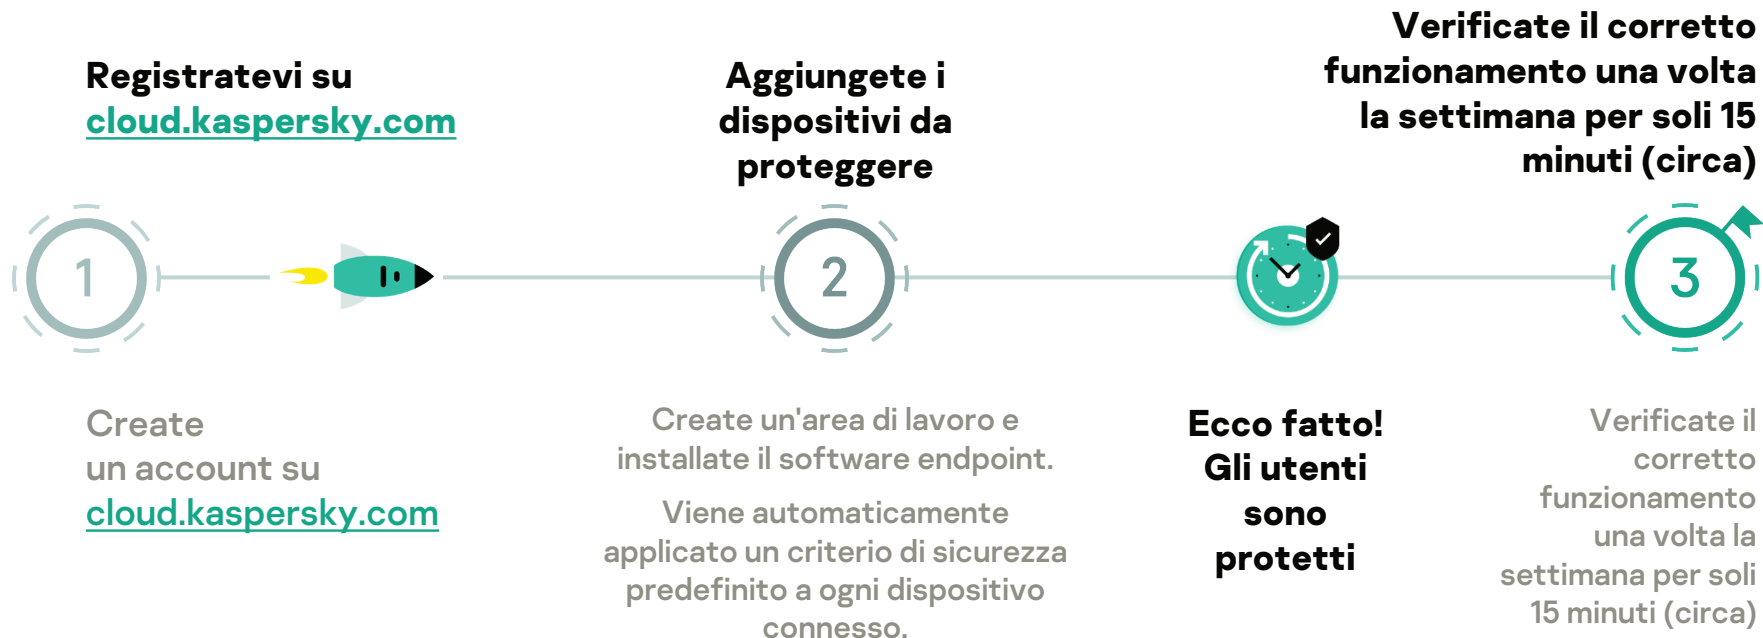 Registratevi su
cloud.kaspersky.com
Aggiungete i
dispositivi da
proteggere
Verificate il corretto
funzionamento una volta
la settimana per soli 15
minuti (circa)
1
2
3
Create
un account su
cloud.kaspersky.com
Create un'area di lavoro e
installate il software endpoint.
Viene automaticamente
applicato un criterio di sicurezza
predefinito a ogni dispositivo
connesso.
Ecco fatto!
Gli utenti
sono
protetti
Verificate il
corretto
funzionamento
una volta la
settimana per soli
15 minuti (circa)